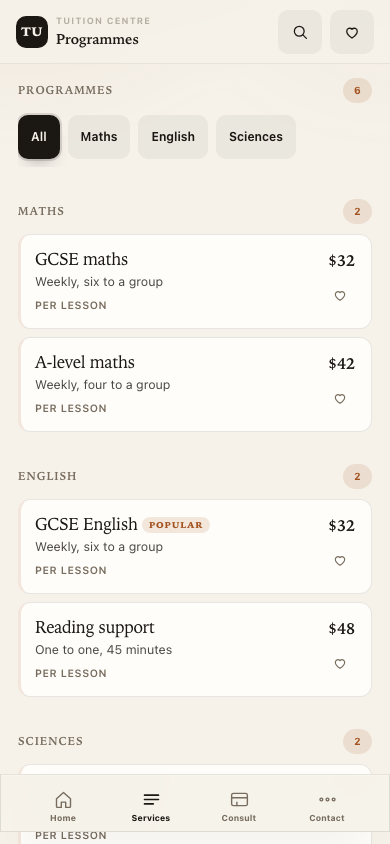 TU
TUITION CENTRE
Programmes
PROGRAMMES
6
All
Maths
English
Sciences
MATHS
2
GCSE maths
$32
Weekly, six to a group
PER LESSON
A-level maths
$42
Weekly, four to a group
PER LESSON
ENGLISH
2
GCSE English POPULAR
$32
Weekly, six to a group
PER LESSON
Reading support
$48
One to one, 45 minutes
PER LESSON
SCIENCES
2
Home
Services
Consult
Contact
PER LESSON